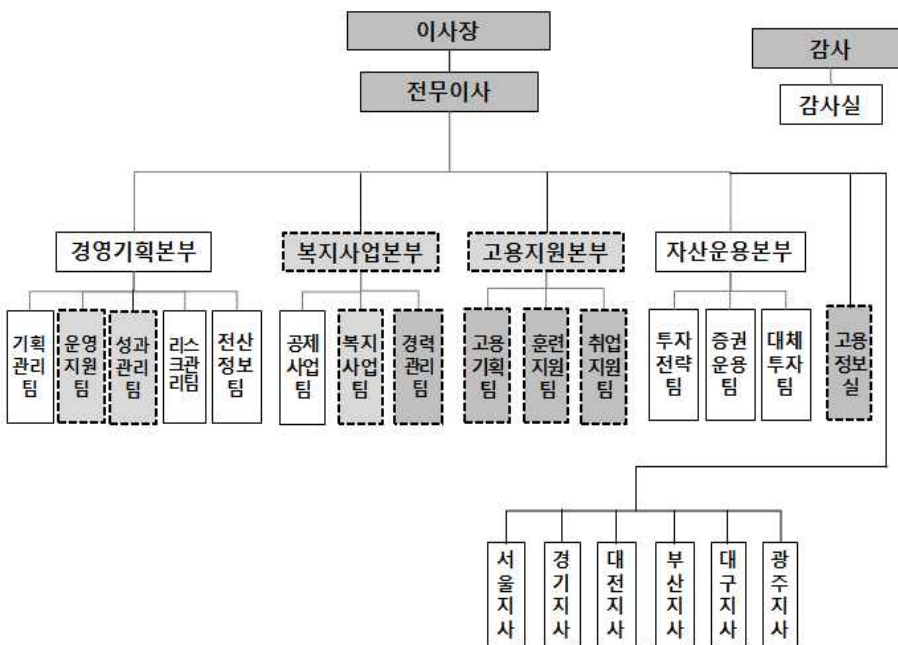 이사장
감사
전무이사
감사실
경영기획본부
복지사업본부
고용지원본부
자산운용본부
기획
관리
팀
운영
지원
팀
성과
관리
팀
리스
크관
리팀
전산
정보
팀
공제
사업
팀
복지
사업
팀
경력
관리
팀
고용
기획
팀
훈련
지원
팀
취업
지원
팀
투자
전략
팀
증권
운용
팀
대체
투자
팀
고용
정보
실
서울지사
경기지사
대전지사
부산지사
대구지사
광주지사